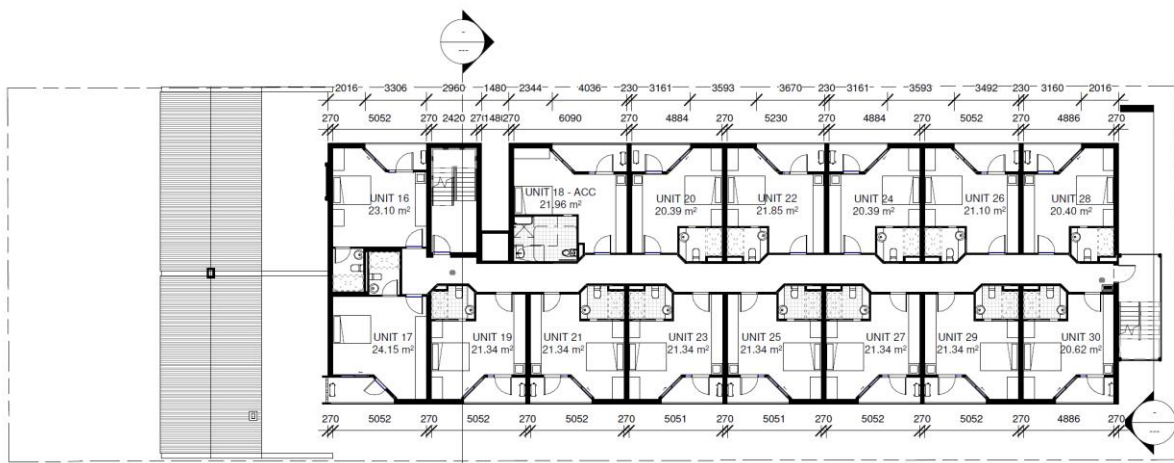 2016 3306 2960 1480 2344 4036 230 3161 3593 3670 230 3161 3593 3492 230 3160 2016
270 5052 270 2420 270 1480 270 6090 270 4884 270 5230 270 4884 270 5052 270 4886 270
UNIT 16
23.10 m²
UNIT 18 - ACC
21.96 m²
UNIT 20
20.39 m²
UNIT 22
21.85 m²
UNIT 24
20.39 m²
UNIT 26
21.10 m²
UNIT 28
20.40 m²
UNIT 17
24.15 m²
UNIT 19
21.34 m²
UNIT 21
21.34 m²
UNIT 23
21.34 m²
UNIT 25
21.34 m²
UNIT 27
21.34 m²
UNIT 29
21.34 m²
UNIT 30
20.62 m²
270 5052 270 5052 270 5052 270 5051 270 5051 270 5052 270 5052 270 4886 270